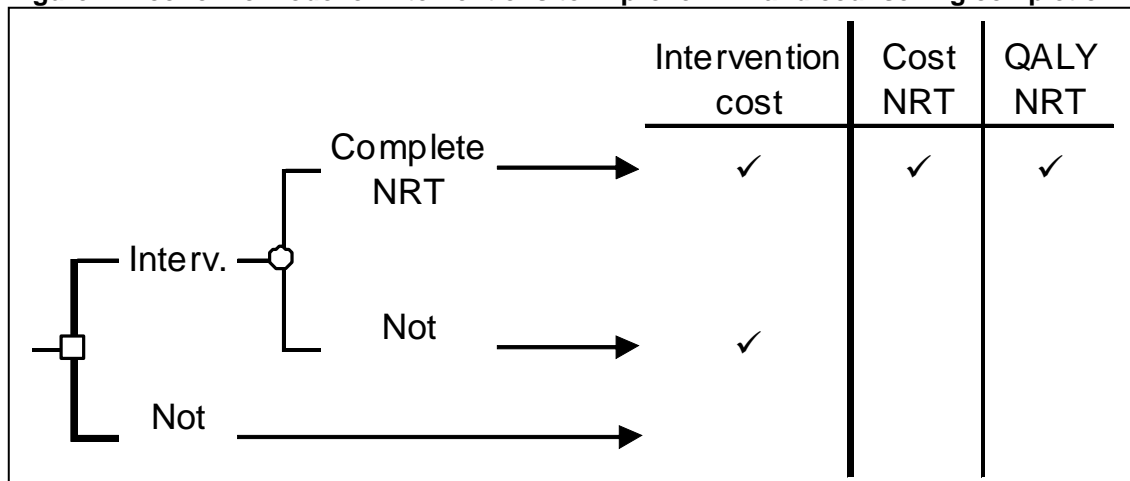 Intervention cost
Cost NRT
QALY NRT
Complete NRT
✓ ✓ ✓
Interv.
Not
✓
Not